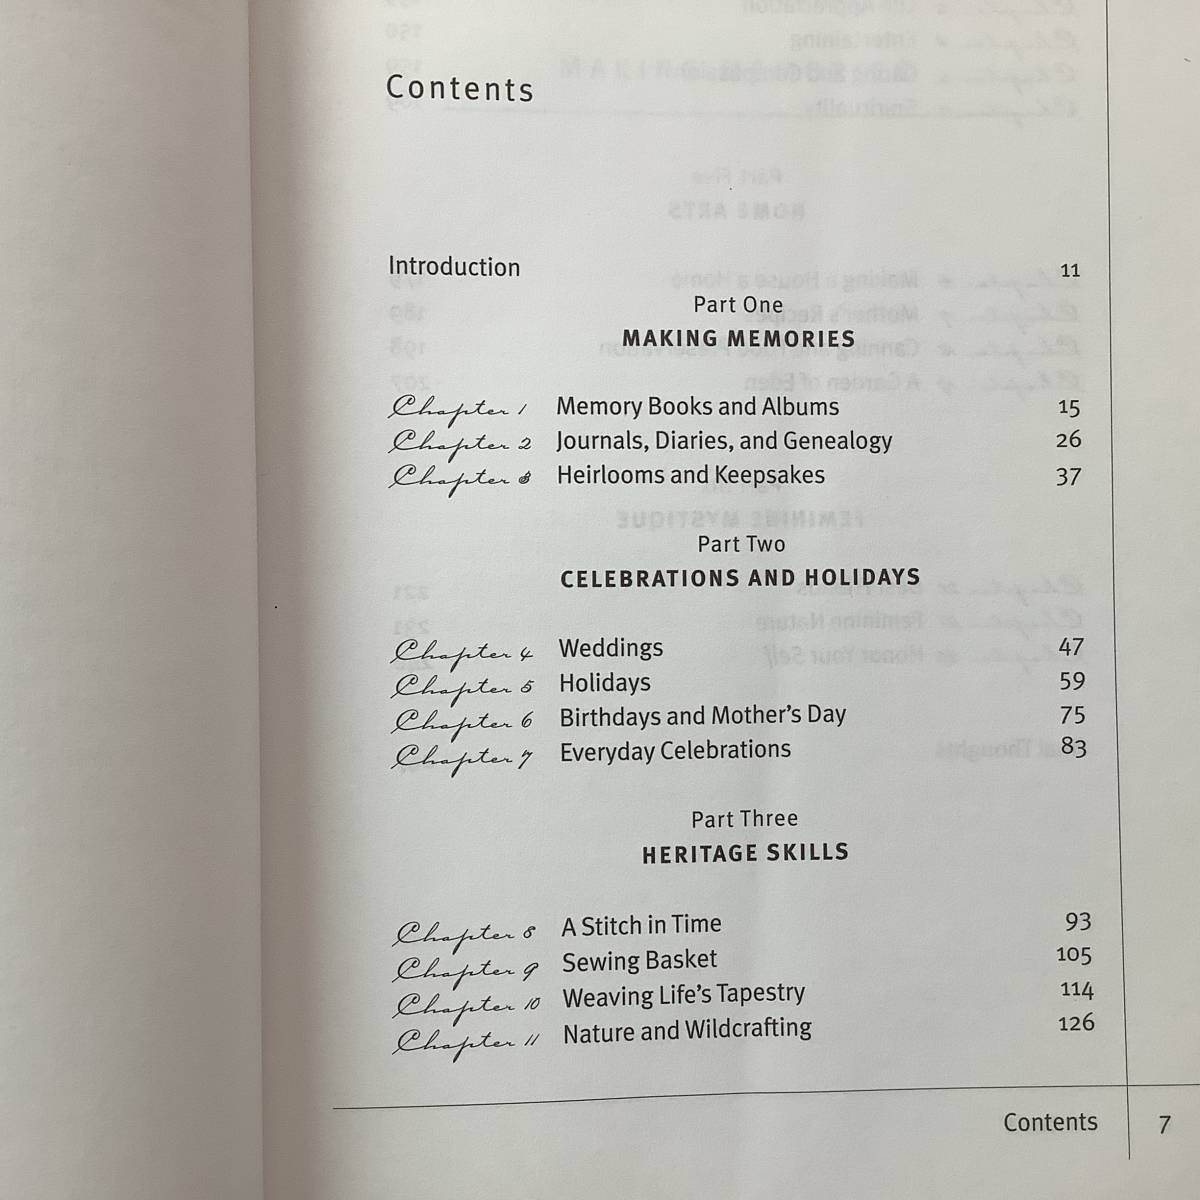 Contents
Introduction 11
Part One
MAKING MEMORIES
Chapter 1 Memory Books and Albums 15
Chapter 2 Journals, Diaries, and Genealogy 26
Chapter 3 Heirlooms and Keepsakes 37
Part Two
CELEBRATIONS AND HOLIDAYS
Chapter 4 Weddings 47
Chapter 5 Holidays 59
Chapter 6 Birthdays and Mother's Day 75
Chapter 7 Everyday Celebrations 83
Part Three
HERITAGE SKILLS
Chapter 8 A Stitch in Time 93
Chapter 9 Sewing Basket 105
Chapter 10 Weaving Life's Tapestry 114
Chapter 11 Nature and Wildcrafting 126
Contents 7